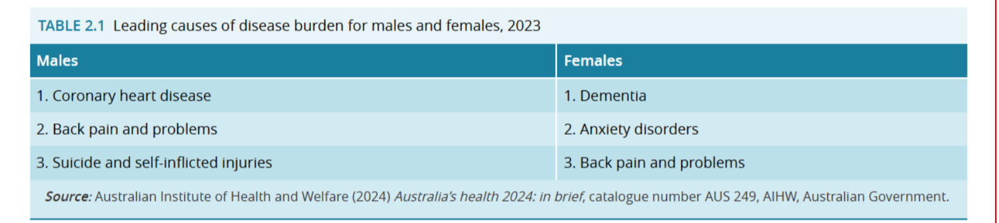 TABLE 2.1 Leading causes of disease burden for males and females, 2023
Males Females
1. Coronary heart disease 1. Dementia
2. Back pain and problems 2. Anxiety disorders
3. Suicide and self-inflicted injuries 3. Back pain and problems
Source: Australian Institute of Health and Welfare (2024) Australia’s health 2024: in brief, catalogue number AUS 249, AIHW, Australian Government.